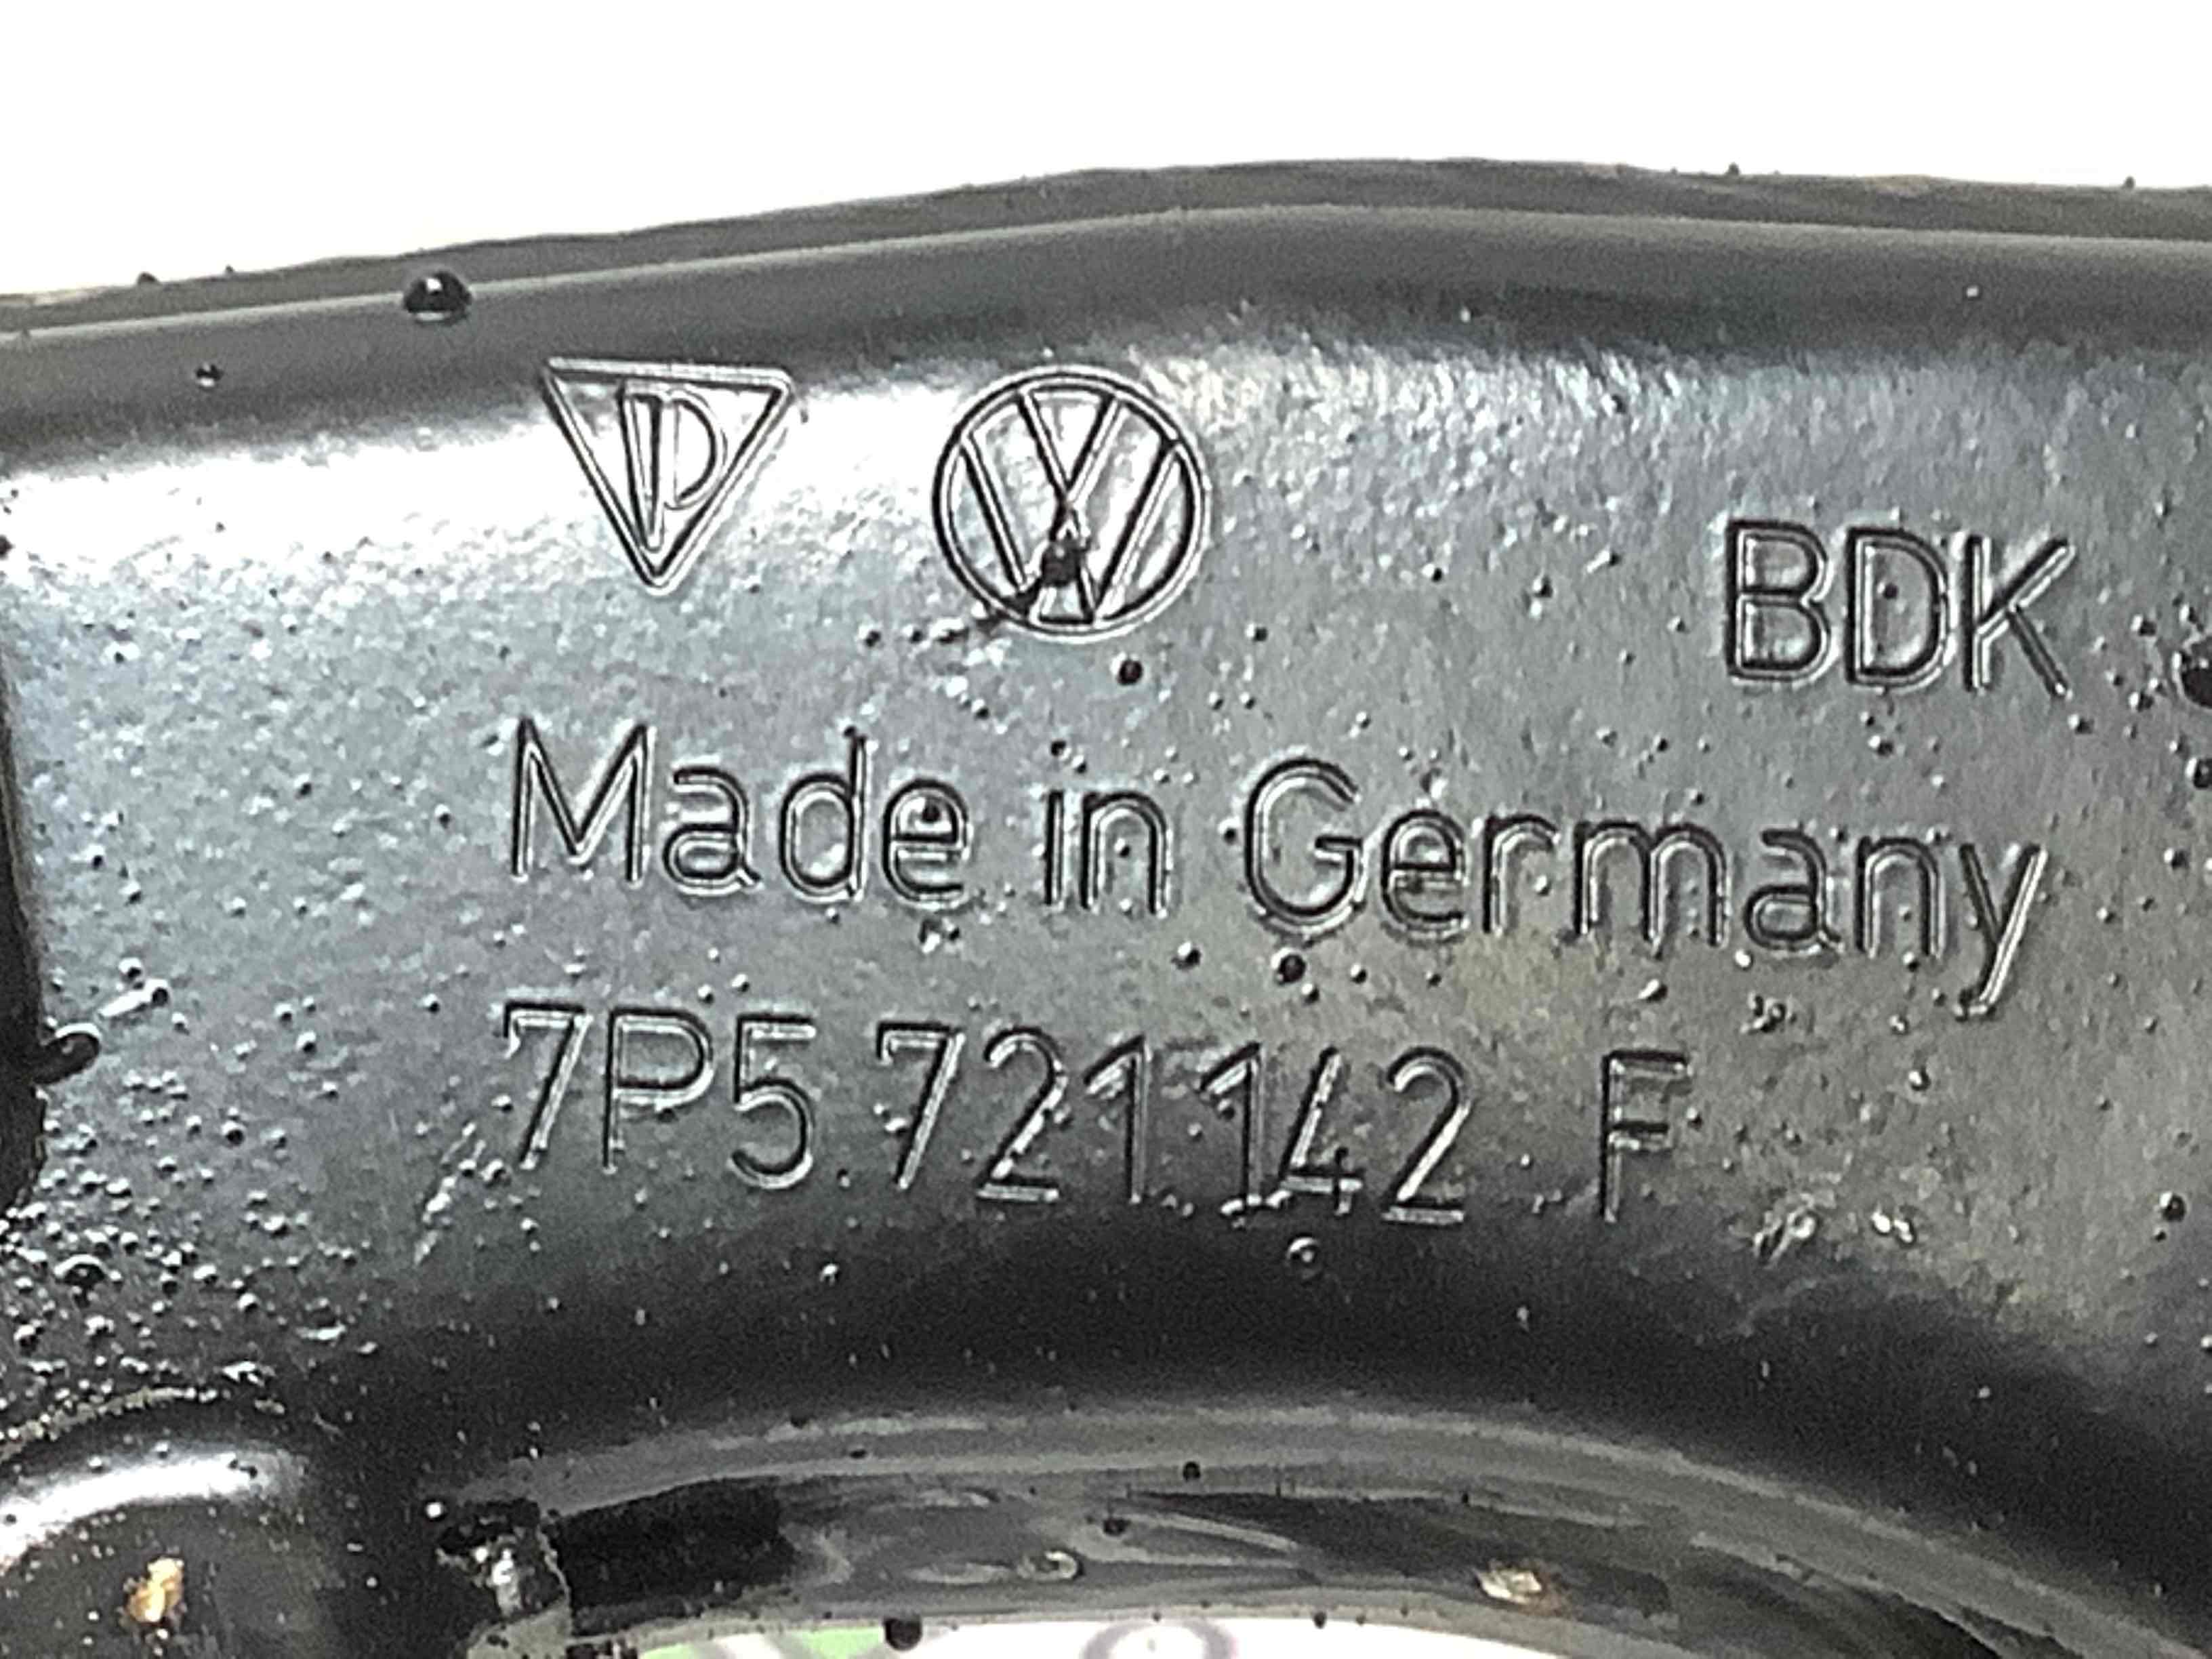 BDK
Made in Germany
7P5.721.142 F